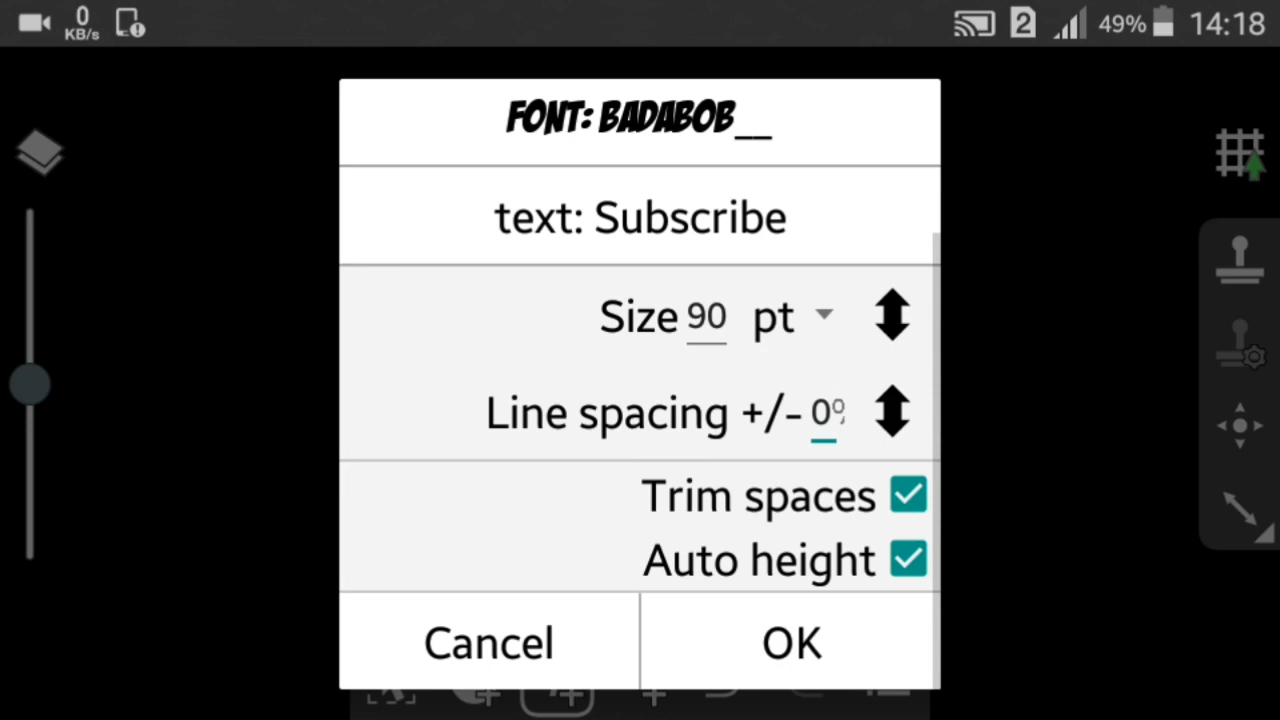 0
KB/s
2
49%
14:18
FONT: BADABOB__
text: Subscribe
Size 90 pt
Line spacing +/- 0%
Trim spaces
Auto height
Cancel
OK